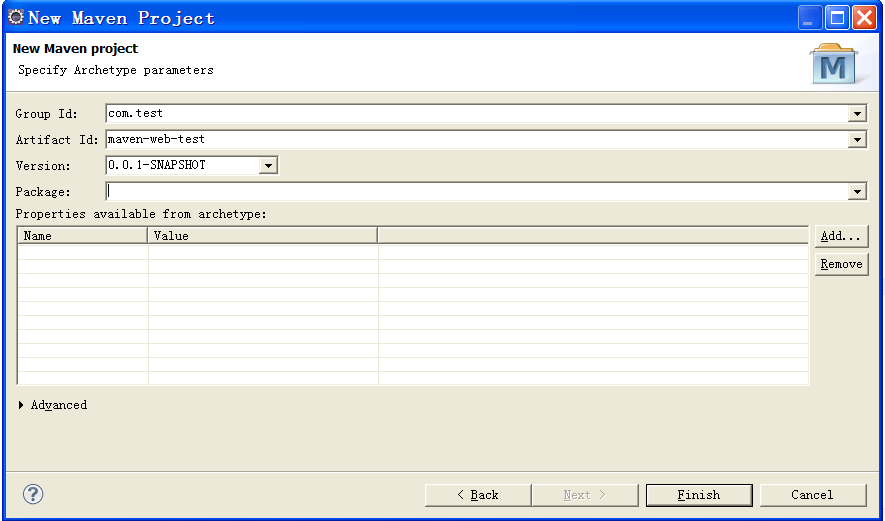 New Maven Project
New Maven project
Specify Archetype parameters
M
Group Id: com.test
Artifact Id: maven-web-test
Version: 0.0.1-SNAPSHOT
Package:
Properties available from archetype:
Name Value
Add...
Remove
Advanced
? < Back Next > Finish Cancel